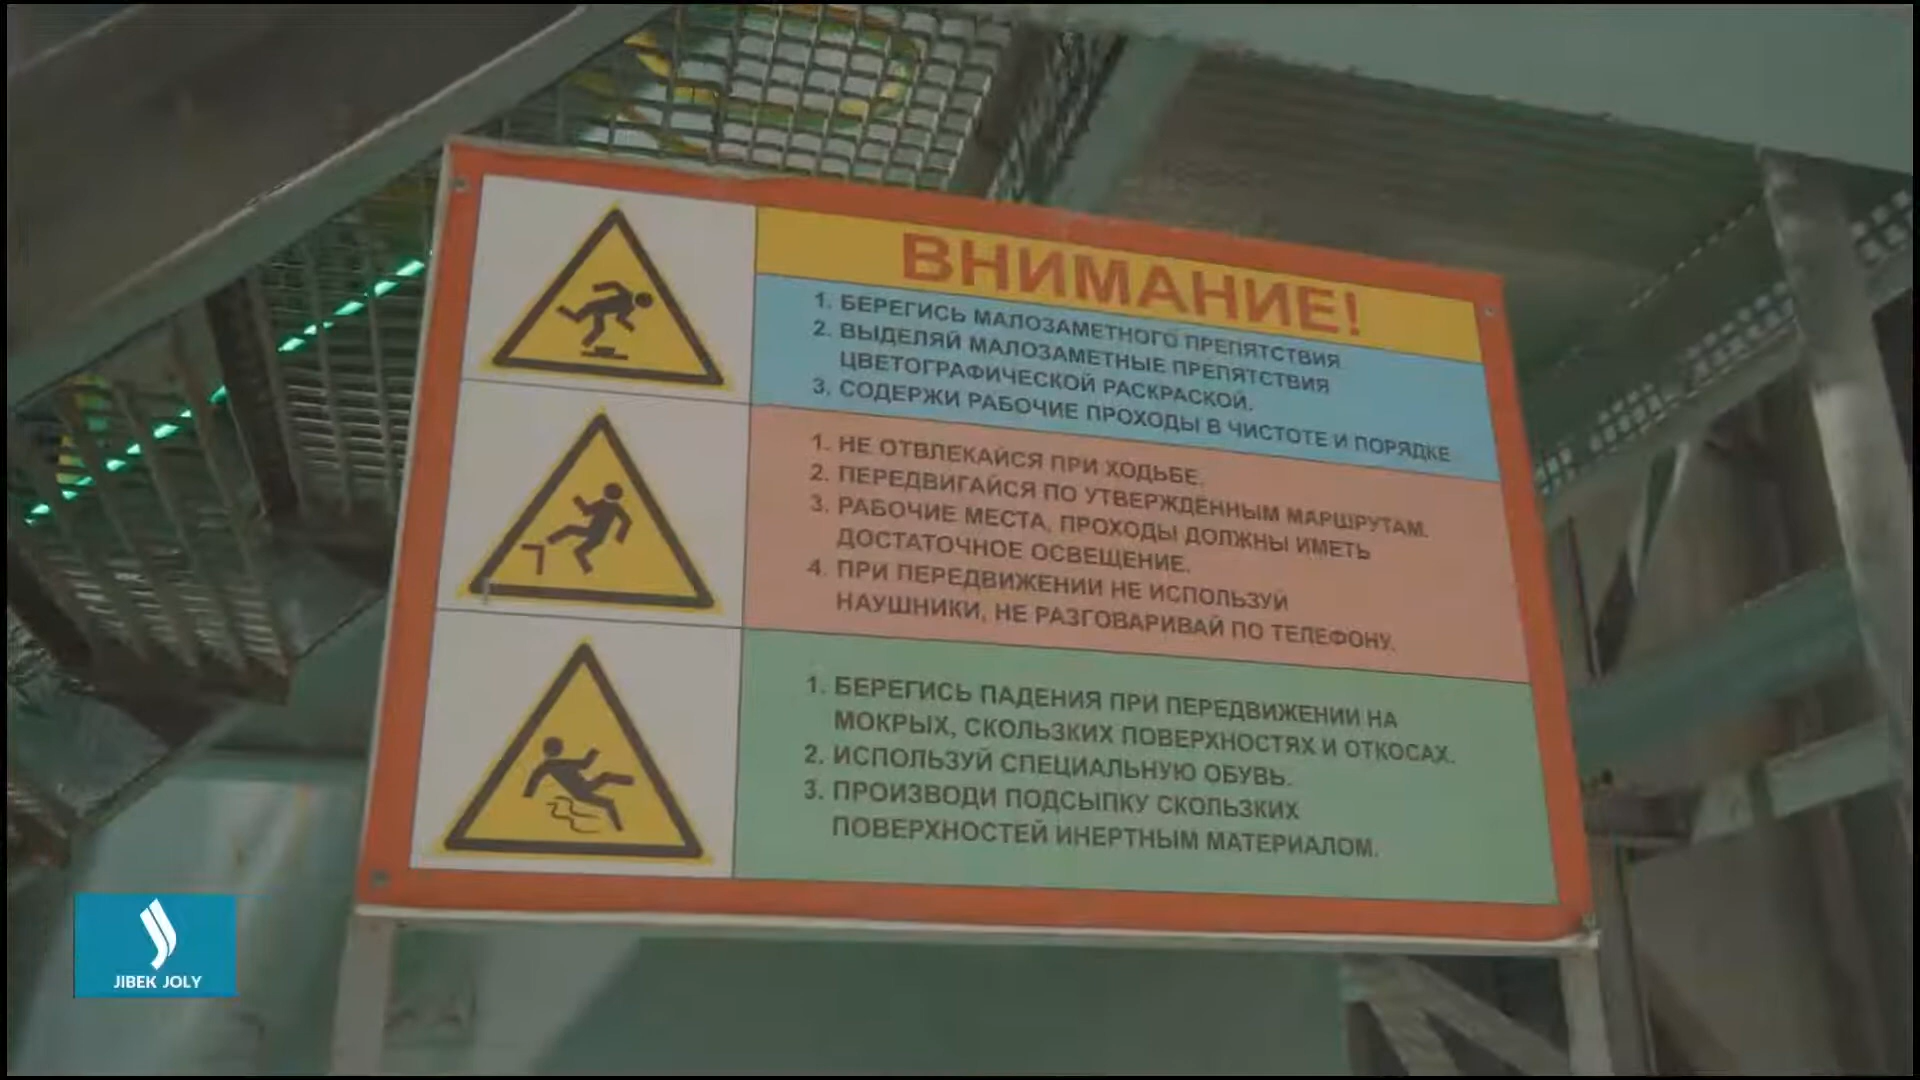 ВНИМАНИЕ!
1. БЕРЕГИСЬ МАЛОЗАМЕТНОГО ПРЕПЯТСТВИЯ
2. ВЫДЕЛЯЙ МАЛОЗАМЕТНЫЕ ПРЕПЯТСТВИЯ
ЦВЕТОГРАФИЧЕСКОЙ РАСКРАСКОЙ.
3. СОДЕРЖИ РАБОЧИЕ ПРОХОДЫ В ЧИСТОТЕ И ПОРЯДКЕ
1. НЕ ОТВЛЕКАЙСЯ ПРИ ХОДЬБЕ.
2. ПЕРЕДВИГАЙСЯ ПО УТВЕРЖДЁННЫМ МАРШРУТАМ.
3. РАБОЧИЕ МЕСТА, ПРОХОДЫ ДОЛЖНЫ ИМЕТЬ
ДОСТАТОЧНОЕ ОСВЕЩЕНИЕ.
4. ПРИ ПЕРЕДВИЖЕНИИ НЕ ИСПОЛЬЗУЙ
НАУШНИКИ, НЕ РАЗГОВАРИВАЙ ПО ТЕЛЕФОНУ.
1. БЕРЕГИСЬ ПАДЕНИЯ ПРИ ПЕРЕДВИЖЕНИИ НА
МОКРЫХ, СКОЛЬЗКИХ ПОВЕРХНОСТЯХ И ОТКОСАХ.
2. ИСПОЛЬЗУЙ СПЕЦИАЛЬНУЮ ОБУВЬ.
3. ПРОИЗВОДИ ПОДСЫПКУ СКОЛЬЗКИХ
ПОВЕРХНОСТЕЙ ИНЕРТНЫМ МАТЕРИАЛОМ.
JIBEK JOLY